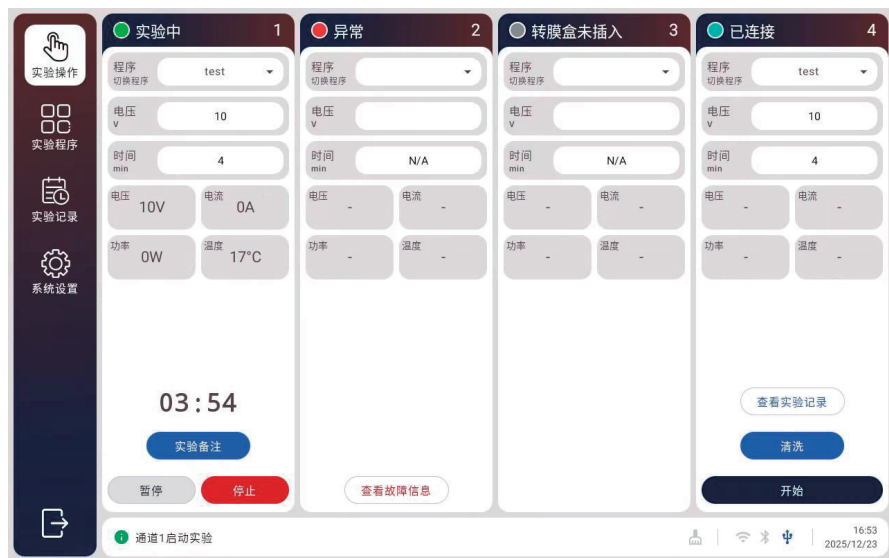 实验操作
实验程序
实验记录
系统设置
实验中 1
程序
切换程序
test
电压
V
10
时间
min
4
电压
10V
电流
0A
功率
0W
温度
17°C
03:54
实验备注
暂停
停止
异常 2
程序
切换程序
电压
V
时间
min
N/A
电压
-
电流
-
功率
-
温度
-
查看故障信息
转膜盒未插入 3
程序
切换程序
电压
V
时间
min
N/A
电压
-
电流
-
功率
-
温度
-
已连接 4
程序
切换程序
test
电压
V
10
时间
min
4
电压
-
电流
-
功率
-
温度
-
查看实验记录
清洗
开始
通道1启动实验
16:53
2025/12/23